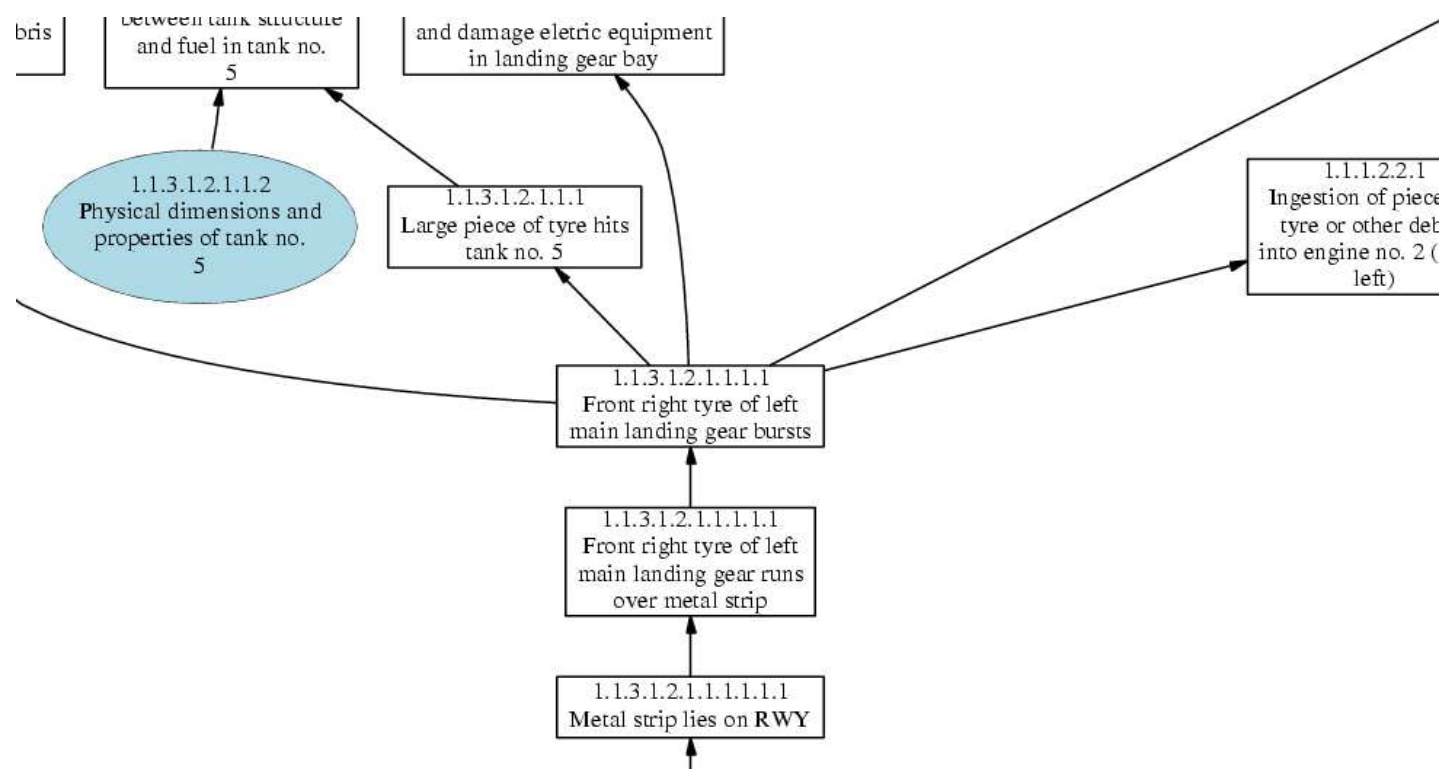 bris
between tank structure
and fuel in tank no.
5
and damage eletric equipment
in landing gear bay
1.1.3.1.2.1.1.2
Physical dimensions and
properties of tank no.
5
1.1.3.1.2.1.1.1
Large piece of tyre hits
tank no. 5
1.1.1.2.2.1
Ingestion of piece
tyre or other deb
into engine no. 2 (
left)
1.1.3.1.2.1.1.1.1
Front right tyre of left
main landing gear bursts
1.1.3.1.2.1.1.1.1.1
Front right tyre of left
main landing gear runs
over metal strip
1.1.3.1.2.1.1.1.1.1.1
Metal strip lies on RWY